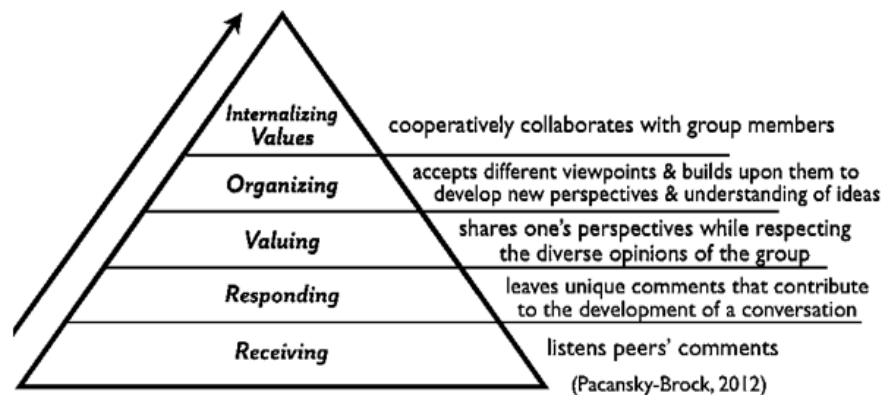 Internalizing
Values
cooperatively collaborates with group members
Organizing
accepts different viewpoints & builds upon them to
develop new perspectives & understanding of ideas
Valuing
shares one's perspectives while respecting
the diverse opinions of the group
Responding
leaves unique comments that contribute
to the development of a conversation
Receiving
listens peers' comments
(Pacansky-Brock, 2012)